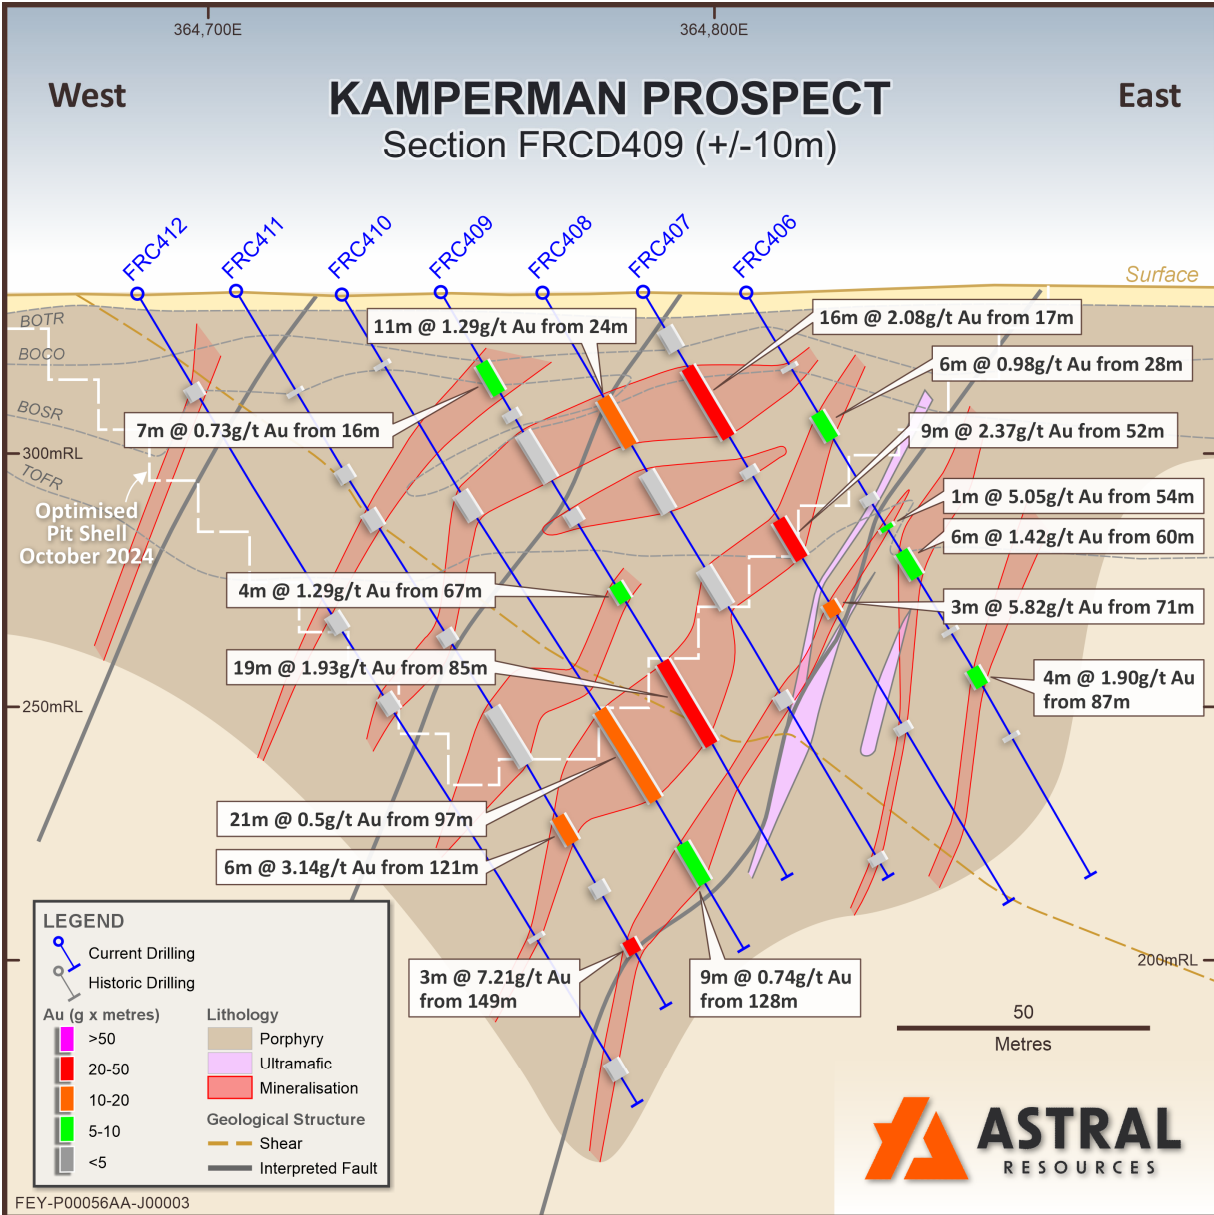 364,700E
364,800E
West
KAMPERMAN PROSPECT
East
Section FRCD409 (+/-10m)
FRC412
FRC411
FRC410
FRC409
FRC408
FRC407
FRC406
Surface
BOTR
BOCO
BOSR
TOFR
11m @ 1.29g/t Au from 24m
16m @ 2.08g/t Au from 17m
6m @ 0.98g/t Au from 28m
7m @ 0.73g/t Au from 16m
9m @ 2.37g/t Au from 52m
300mRL
Optimised
Pit Shell
October 2024
1m @ 5.05g/t Au from 54m
6m @ 1.42g/t Au from 60m
4m @ 1.29g/t Au from 67m
3m @ 5.82g/t Au from 71m
19m @ 1.93g/t Au from 85m
4m @ 1.90g/t Au
from 87m
250mRL
21m @ 0.5g/t Au from 97m
6m @ 3.14g/t Au from 121m
3m @ 7.21g/t Au
from 149m
9m @ 0.74g/t Au
from 128m
200mRL
50
Metres
LEGEND
Current Drilling
Historic Drilling
Au (g x metres)
>50
20-50
10-20
5-10
<5
Lithology
Porphyry
Ultramafic
Mineralisation
Geological Structure
Shear
Interpreted Fault
ASTRAL
RESOURCES
FEY-P00056AA-J00003